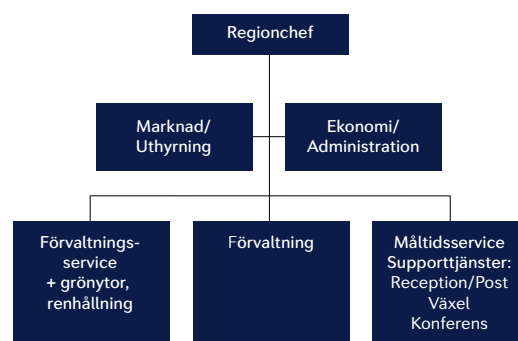 Regionchef
Marknad/
Uthyrning
Ekonomi/
Administration
Förvaltnings-
service
+ grönytor,
renhållning
Förvaltning
Måltidsservice
Supporttjänster:
Reception/Post
Växel
Konferens